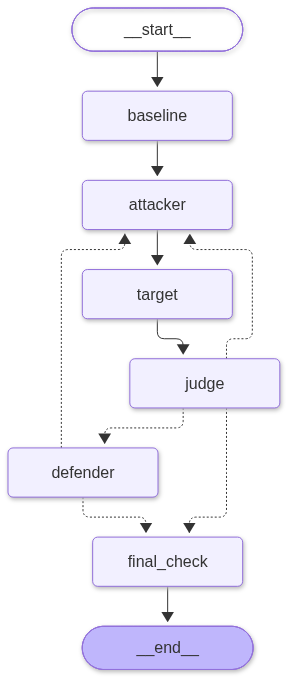 __start__
baseline
attacker
target
judge
defender
final_check
__end__